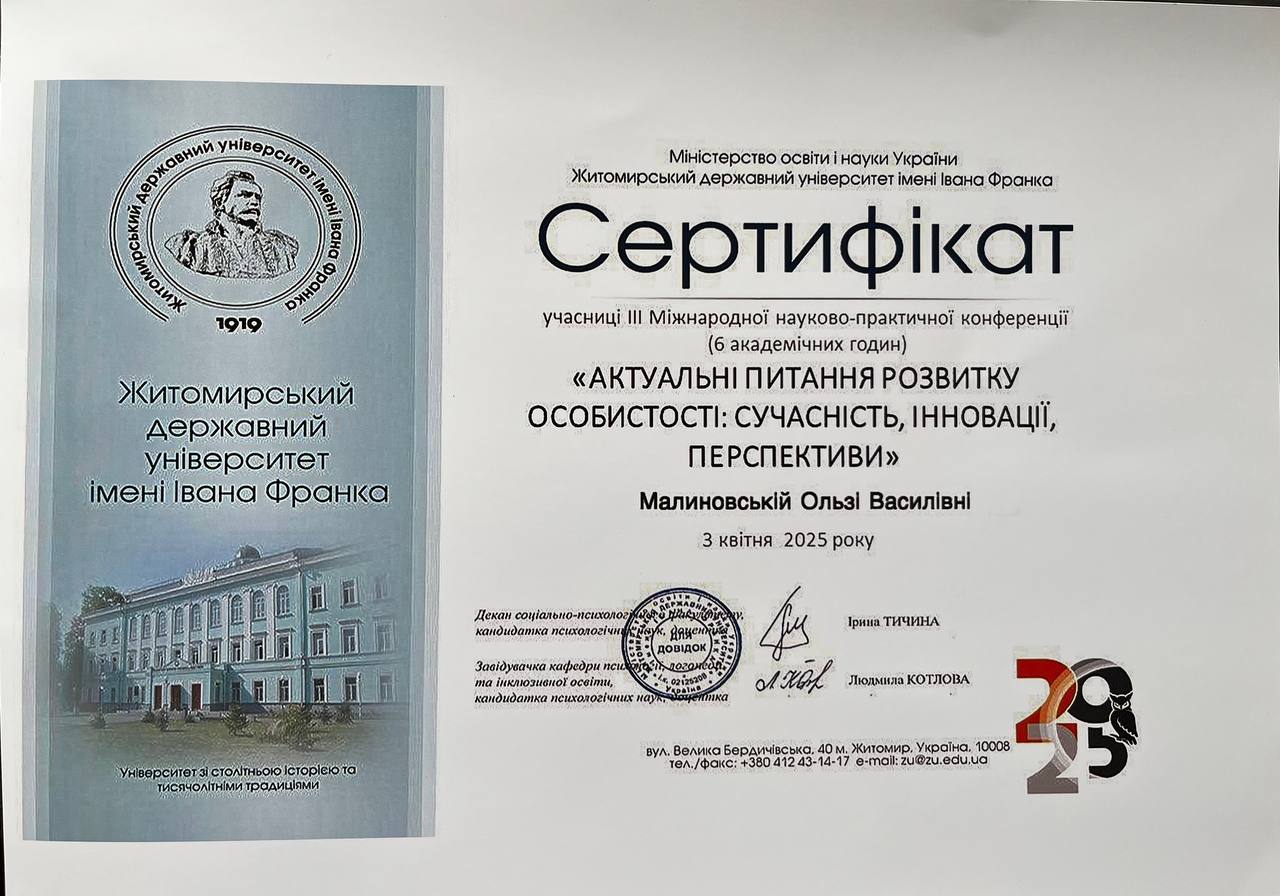 Житомирський державний університет імені Івана Франка
1919
Житомирський
державний
університет
імені Івана Франка
Університет зі столітньою історією та
тисячолітніми традиціями
Міністерство освіти і науки України
Житомирський державний університет імені Івана Франка
Сертифікат
учасниці ІІІ Міжнародної науково-практичної конференції
(6 академічних годин)
«АКТУАЛЬНІ ПИТАННЯ РОЗВИТКУ
ОСОБИСТОСТІ: СУЧАСНІСТЬ, ІННОВАЦІЇ,
ПЕРСПЕКТИВИ»
Малиновській Ользі Василівні
3 квітня 2025 року
Декан соціально-психологічного факультету,
кандидатка психологічних наук, доцентка
Ірина ТИЧИНА
Завідувачка кафедри психології, логопедії
та інклюзивної освіти,
кандидатка психологічних наук, доцентка
Людмила КОТЛОВА
ДЛЯ
ДОВІДОК
і.к. 02125208
Україна
2025
вул. Велика Бердичівська, 40 м. Житомир, Україна, 10008
тел./факс: +380 412 43-14-17 e-mail: zu@zu.edu.ua